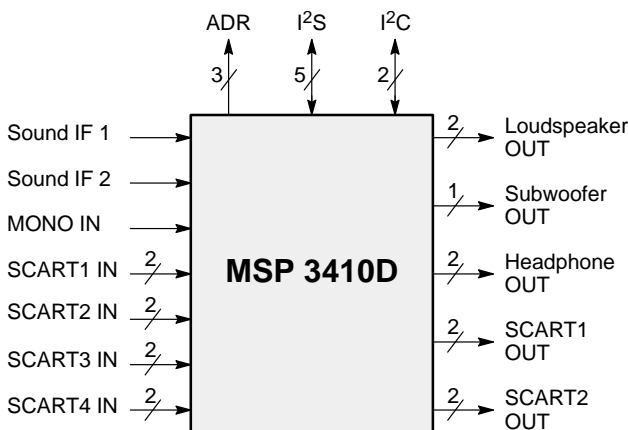 ADR I²S I²C
3 5 2
Sound IF 1
Sound IF 2
MONO IN
SCART1 IN 2
SCART2 IN 2
SCART3 IN 2
SCART4 IN 2
MSP 3410D
2 Loudspeaker
OUT
1 Subwoofer
OUT
2 Headphone
OUT
2 SCART1
OUT
2 SCART2
OUT